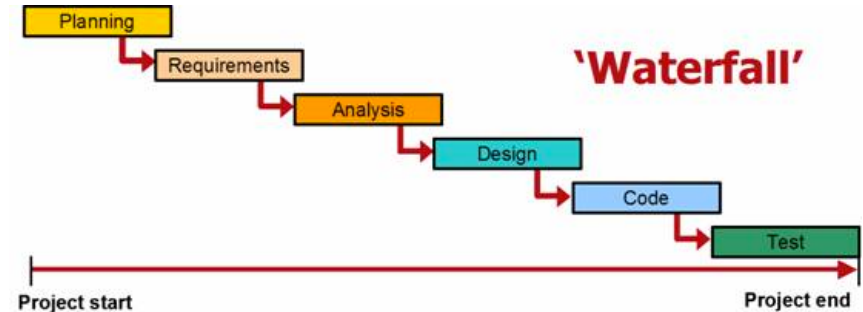 Planning
Requirements
‘Waterfall’
Analysis
Design
Code
Test
Project start
Project end